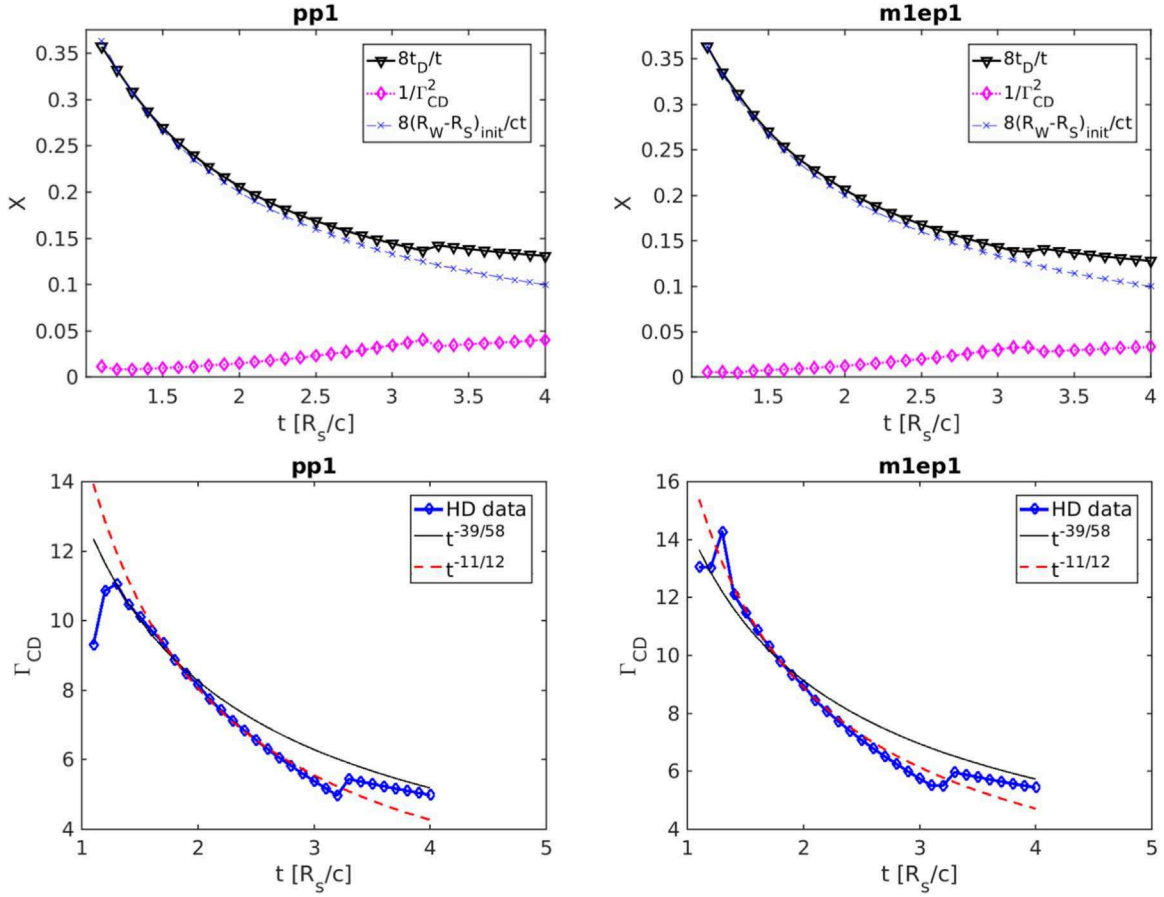 pp1
8t_D/t
1/Γ²_CD
8(R_W-R_S)_init/ct
X
0.35
0.3
0.25
0.2
0.15
0.1
0.05
0
1.5 2 2.5 3 3.5 4
t [R_s/c]
m1ep1
8t_D/t
1/Γ²_CD
8(R_W-R_S)_init/ct
X
0.35
0.3
0.25
0.2
0.15
0.1
0.05
0
1.5 2 2.5 3 3.5 4
t [R_s/c]
pp1
HD data
t^-39/58
t^-11/12
Γ_CD
14
12
10
8
6
4
1 2 3 4 5
t [R_s/c]
m1ep1
HD data
t^-39/58
t^-11/12
Γ_CD
16
14
12
10
8
6
4
1 2 3 4 5
t [R_s/c]